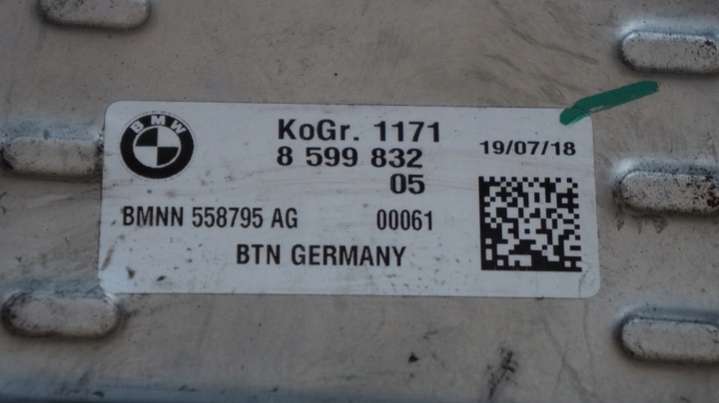 BMW
KoGr. 1171
8 599 832
05
19/07/18
BMNN 558795 AG 00061
BTN GERMANY